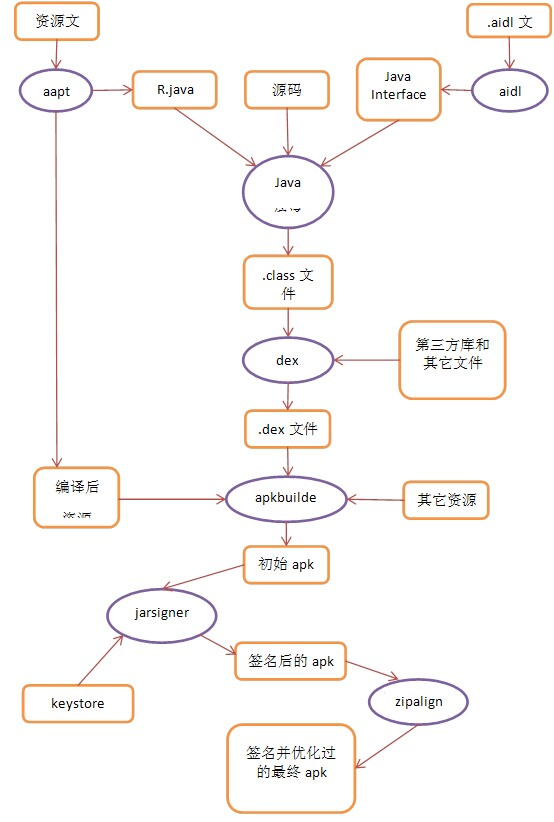 资源文
.aidl 文
aapt
R.java
源码
Java
Interface
aidl
Java
.class 文
件
dex
第三方库和
其它文件
.dex 文件
编译后
资源
apkbuilde
其它资源
初始 apk
jarsigner
签名后的 apk
keystore
zipalign
签名并优化过
的最终 apk